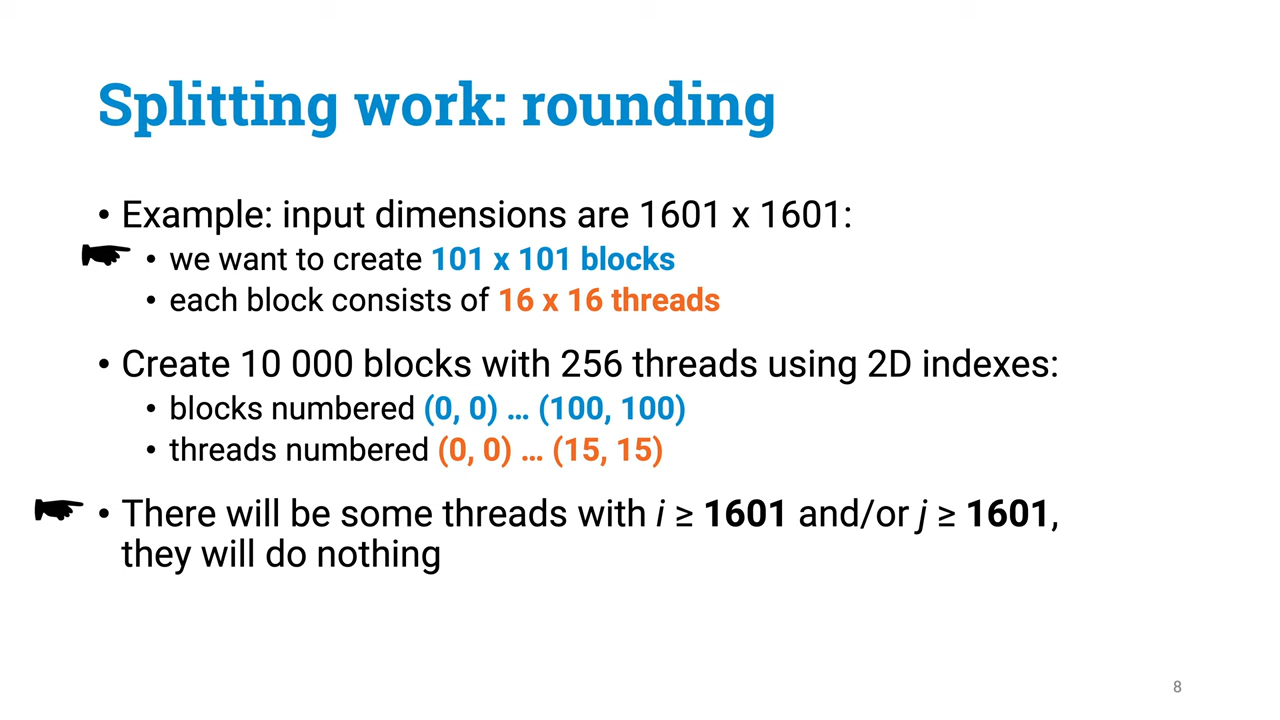 Splitting work: rounding
• Example: input dimensions are 1601 x 1601:
• we want to create 101 x 101 blocks
• each block consists of 16 x 16 threads
• Create 10 000 blocks with 256 threads using 2D indexes:
• blocks numbered (0, 0) … (100, 100)
• threads numbered (0, 0) … (15, 15)
• There will be some threads with i ≥ 1601 and/or j ≥ 1601,
they will do nothing
8